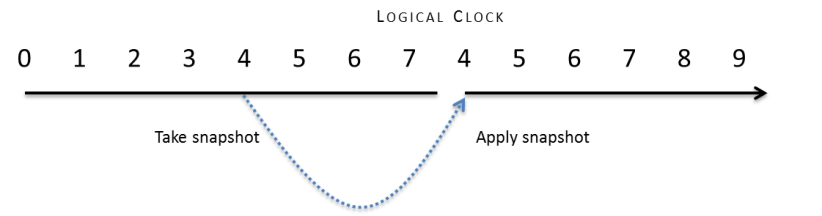 LOGICAL CLOCK
0 1 2 3 4 5 6 7 4 5 6 7 8 9
Take snapshot Apply snapshot